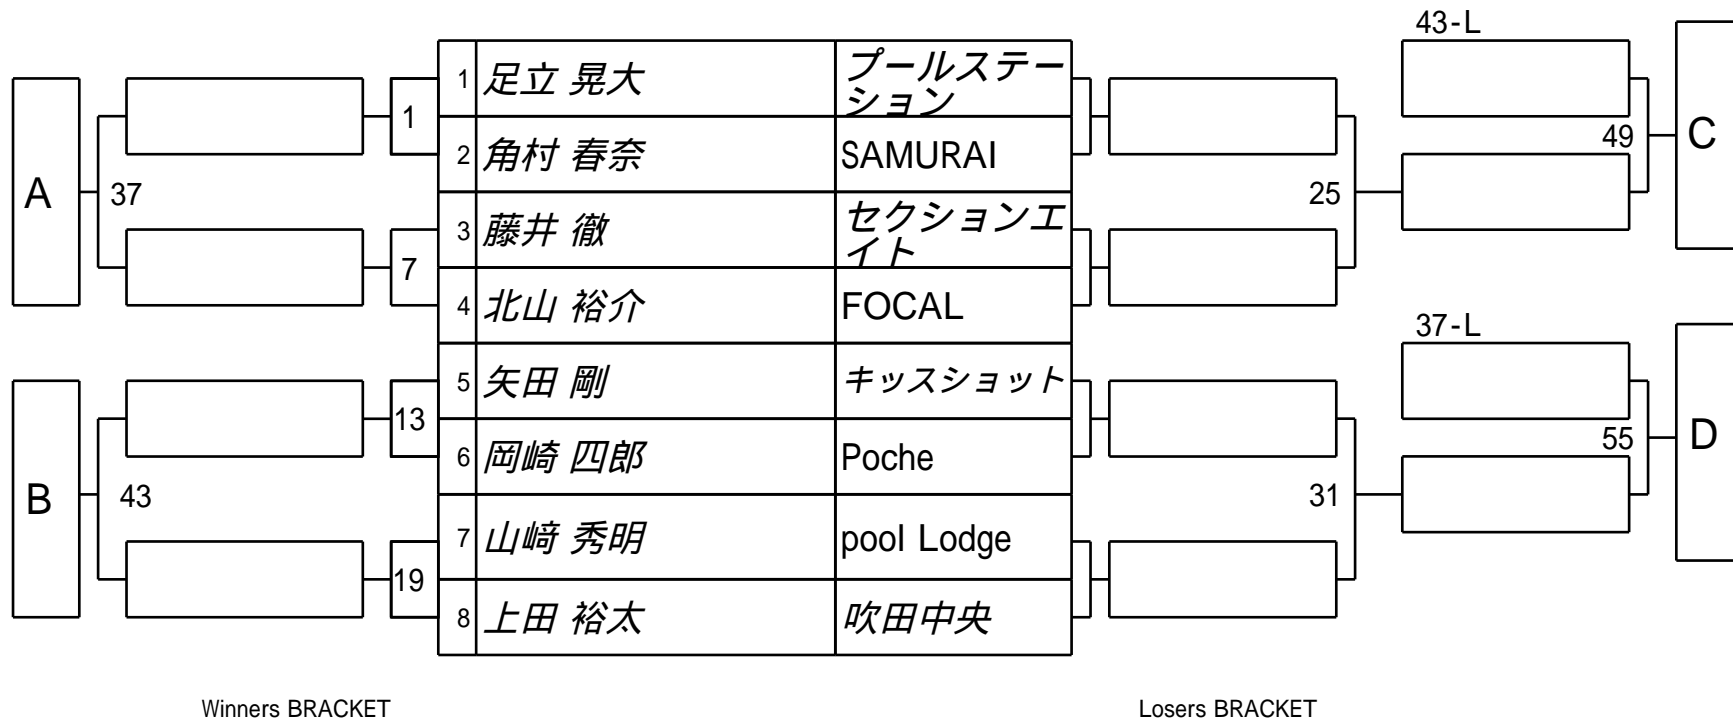 43-L
1 足立 晃大 プールステー
ション
1
2 角村 春奈 SAMURAI
49
C
A
37
25
3 藤井 徹 セクションエ
イト
7
4 北山 裕介 FOCAL
37-L
5 矢田 剛 キッスショット
13
6 岡崎 四郎 Poche
55
D
B
43
31
7 山﨑 秀明 pool Lodge
19
8 上田 裕太 吹田中央
Winners BRACKET
Losers BRACKET